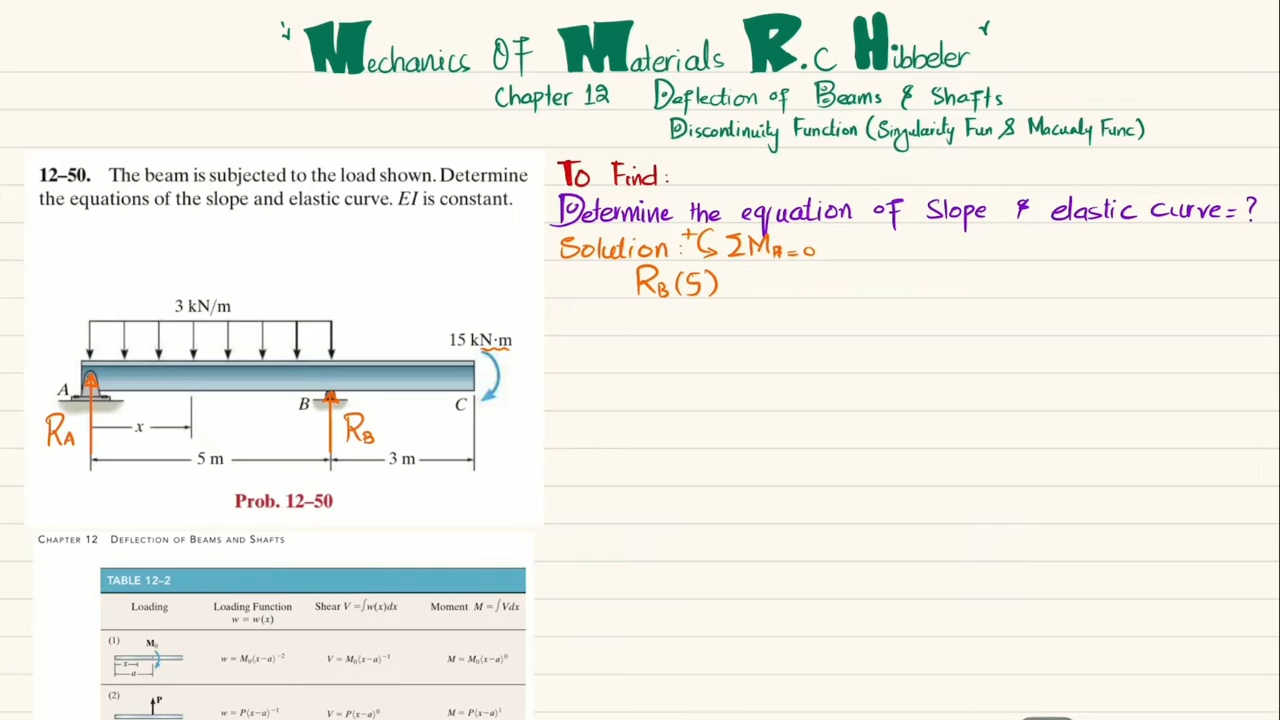 " Mechanics Of Materials R.C Hibbeler "
Chapter 12 Deflection of Beams & Shafts
Discontinuity Function (Singularity Fun & Macualy Func)
12–50. The beam is subjected to the load shown. Determine
the equations of the slope and elastic curve. EI is constant.
To Find:
Determine the equation of Slope & elastic curve=?
Solution: +↺ ΣM_A=0
R_B(5)
3 kN/m
15 kN·m
A
B
C
R_A
x
R_B
5 m
3 m
Prob. 12–50
CHAPTER 12 DEFLECTION OF BEAMS AND SHAFTS
TABLE 12–2
Loading
Loading Function
w = w(x)
Shear V = ∫w(x)dx
Moment M = ∫Vdx
(1)
M₀
x
a
w = M₀⟨x−a⟩⁻²
V = M₀⟨x−a⟩⁻¹
M = M₀⟨x−a⟩⁰
(2)
P
w = P⟨x−a⟩⁻¹
V = P⟨x−a⟩⁰
M = P⟨x−a⟩¹